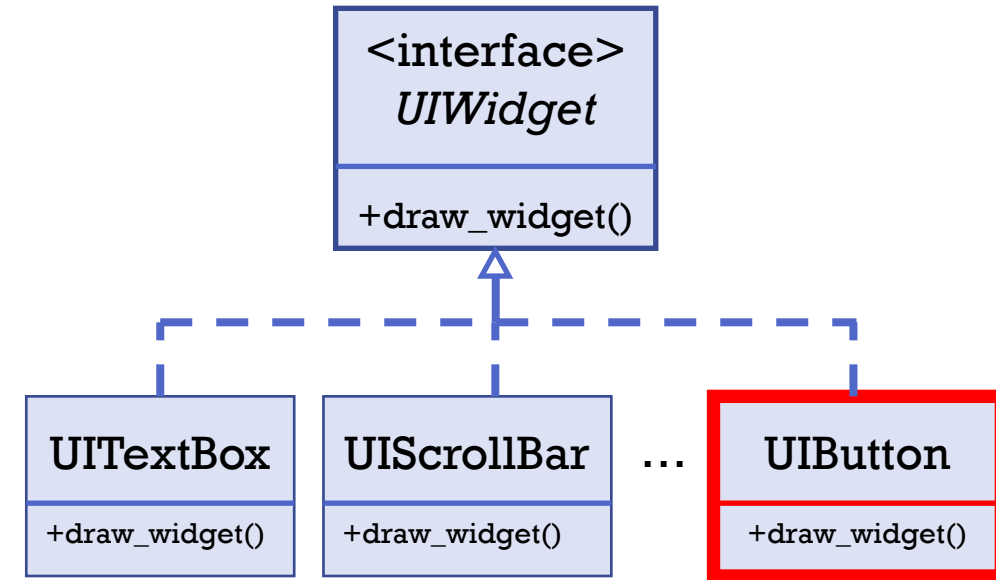 <interface>
UIWidget
+draw_widget()
UITextBox
+draw_widget()
UIScrollBar
+draw_widget()
...
UIButton
+draw_widget()